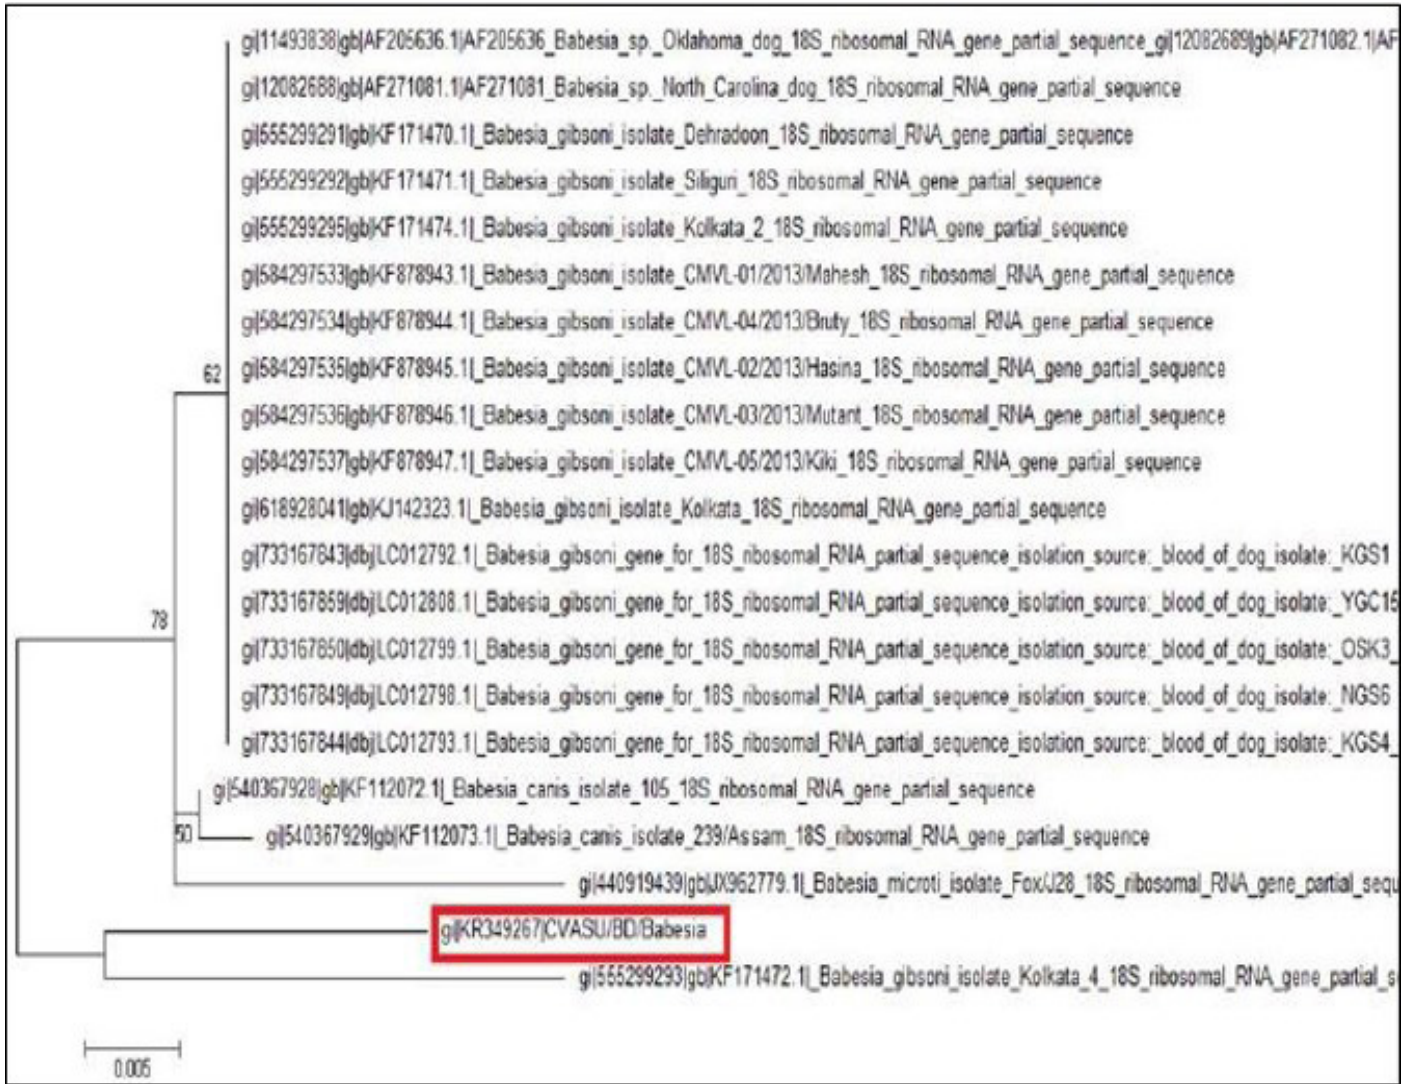 gi|11493838|gb|AF205636.1|AF205636_Babesia_sp._Oklahoma_dog_18S_ribosomal_RNA_gene_partial_sequence_gi|12082689|gb|AF271082.1|AF
gi|12082688|gb|AF271081.1|AF271081_Babesia_sp._North_Carolina_dog_18S_ribosomal_RNA_gene_partial_sequence
gi|555299291|gb|KF171470.1|_Babesia_gibsoni_isolate_Dehradoon_18S_ribosomal_RNA_gene_partial_sequence
gi|555299292|gb|KF171471.1|_Babesia_gibsoni_isolate_Siliguri_18S_ribosomal_RNA_gene_partial_sequence
gi|555299295|gb|KF171474.1|_Babesia_gibsoni_isolate_Kolkata_2_18S_ribosomal_RNA_gene_partial_sequence
gi|584297533|gb|KF878943.1|_Babesia_gibsoni_isolate_CMVL-01/2013/Mahesh_18S_ribosomal_RNA_gene_partial_sequence
gi|584297534|gb|KF878944.1|_Babesia_gibsoni_isolate_CMVL-04/2013/Bruty_18S_ribosomal_RNA_gene_partial_sequence
62 gi|584297535|gb|KF878945.1|_Babesia_gibsoni_isolate_CMVL-02/2013/Hasina_18S_ribosomal_RNA_gene_partial_sequence
gi|584297536|gb|KF878946.1|_Babesia_gibsoni_isolate_CMVL-03/2013/Mutant_18S_ribosomal_RNA_gene_partial_sequence
gi|584297537|gb|KF878947.1|_Babesia_gibsoni_isolate_CMVL-05/2013/Kiki_18S_ribosomal_RNA_gene_partial_sequence
gi|618928041|gb|KJ142323.1|_Babesia_gibsoni_isolate_Kolkata_18S_ribosomal_RNA_gene_partial_sequence
gi|733167843|dbj|LC012792.1|_Babesia_gibsoni_gene_for_18S_ribosomal_RNA_partial_sequence_isolation_source:_blood_of_dog_isolate:_KGS1
gi|733167859|dbj|LC012808.1|_Babesia_gibsoni_gene_for_18S_ribosomal_RNA_partial_sequence_isolation_source:_blood_of_dog_isolate:_YGC15
78
gi|733167850|dbj|LC012799.1|_Babesia_gibsoni_gene_for_18S_ribosomal_RNA_partial_sequence_isolation_source:_blood_of_dog_isolate:_OSK3_
gi|733167849|dbj|LC012798.1|_Babesia_gibsoni_gene_for_18S_ribosomal_RNA_partial_sequence_isolation_source:_blood_of_dog_isolate:_NGS6
gi|733167844|dbj|LC012793.1|_Babesia_gibsoni_gene_for_18S_ribosomal_RNA_partial_sequence_isolation_source:_blood_of_dog_isolate:_KGS4_
gi|540367928|gb|KF112072.1|_Babesia_canis_isolate_105_18S_ribosomal_RNA_gene_partial_sequence
50 gi|540367929|gb|KF112073.1|_Babesia_canis_isolate_239/Assam_18S_ribosomal_RNA_gene_partial_sequence
gi|440919439|gb|JX962779.1|_Babesia_microti_isolate_Fox/J28_18S_ribosomal_RNA_gene_partial_sequ
gi|KR349267|CVASU/BD/Babesia
gi|555299293|gb|KF171472.1|_Babesia_gibsoni_isolate_Kolkata_4_18S_ribosomal_RNA_gene_partial_s
0.005